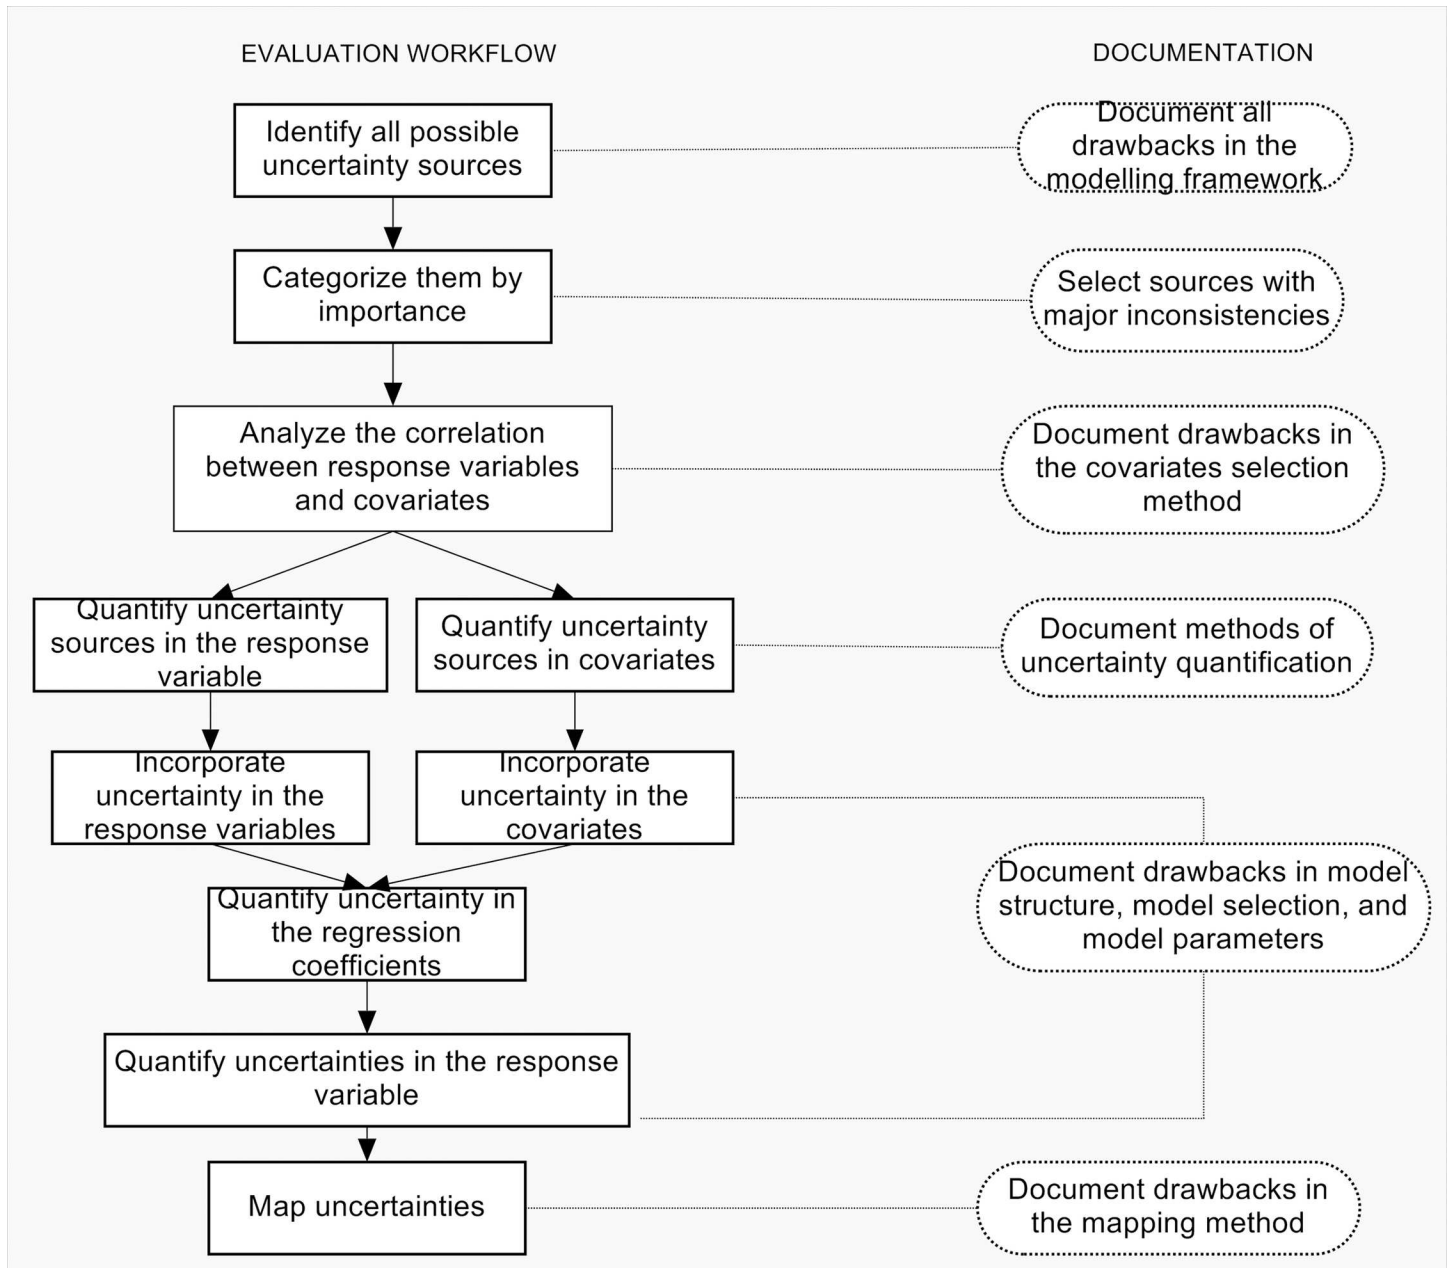 EVALUATION WORKFLOW
DOCUMENTATION
Identify all possible
uncertainty sources
Document all
drawbacks in the
modelling framework
Categorize them by
importance
Select sources with
major inconsistencies
Analyze the correlation
between response variables
and covariates
Document drawbacks in
the covariates selection
method
Quantify uncertainty
sources in the response
variable
Quantify uncertainty
sources in covariates
Document methods of
uncertainty quantification
Incorporate
uncertainty in the
response variables
Incorporate
uncertainty in the
covariates
Document drawbacks in model
structure, model selection, and
model parameters
Quantify uncertainty in
the regression
coefficients
Quantify uncertainties in the response
variable
Map uncertainties
Document drawbacks in
the mapping method